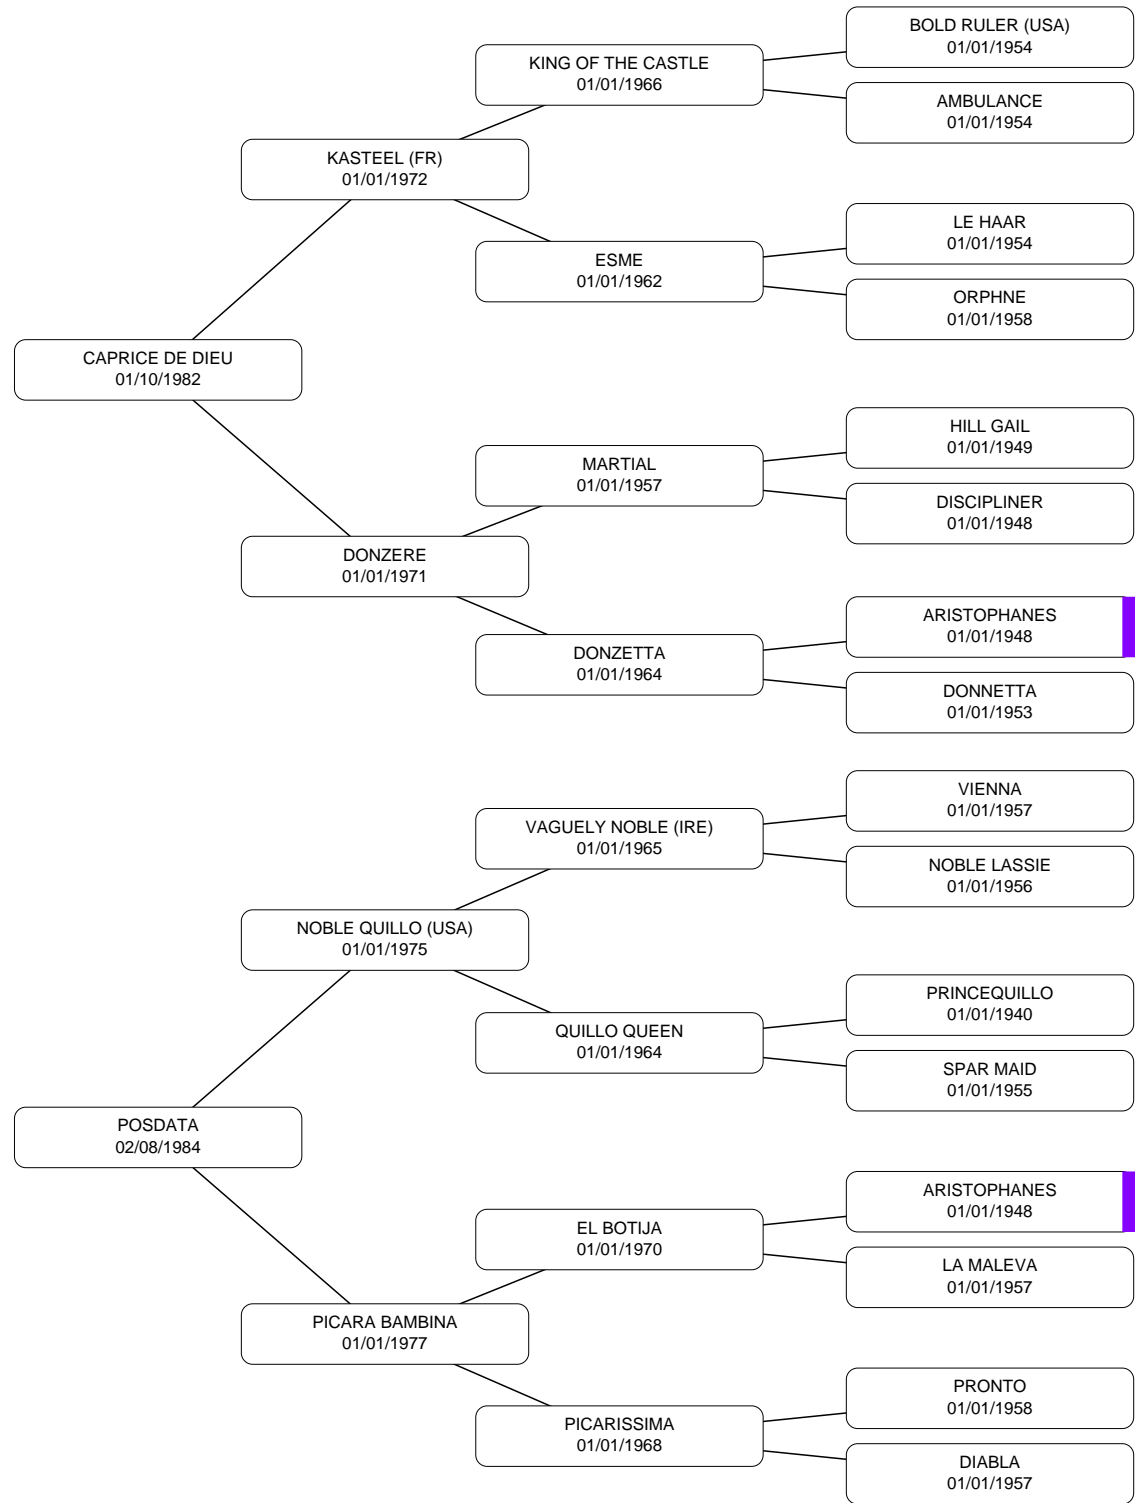 BOLD RULER (USA)
01/01/1954
KING OF THE CASTLE
01/01/1966
AMBULANCE
01/01/1954
KASTEEL (FR)
01/01/1972
LE HAAR
01/01/1954
ESME
01/01/1962
ORPHNE
01/01/1958
CAPRICE DE DIEU
01/10/1982
HILL GAIL
01/01/1949
MARTIAL
01/01/1957
DISCIPLINER
01/01/1948
DONZERE
01/01/1971
ARISTOPHANES
01/01/1948
DONZETTA
01/01/1964
DONNETTA
01/01/1953
VIENNA
01/01/1957
VAGUELY NOBLE (IRE)
01/01/1965
NOBLE LASSIE
01/01/1956
NOBLE QUILLO (USA)
01/01/1975
PRINCEQUILLO
01/01/1940
QUILLO QUEEN
01/01/1964
SPAR MAID
01/01/1955
POSDATA
02/08/1984
ARISTOPHANES
01/01/1948
EL BOTIJA
01/01/1970
LA MALEVA
01/01/1957
PICARA BAMBINA
01/01/1977
PRONTO
01/01/1958
PICARISSIMA
01/01/1968
DIABLA
01/01/1957